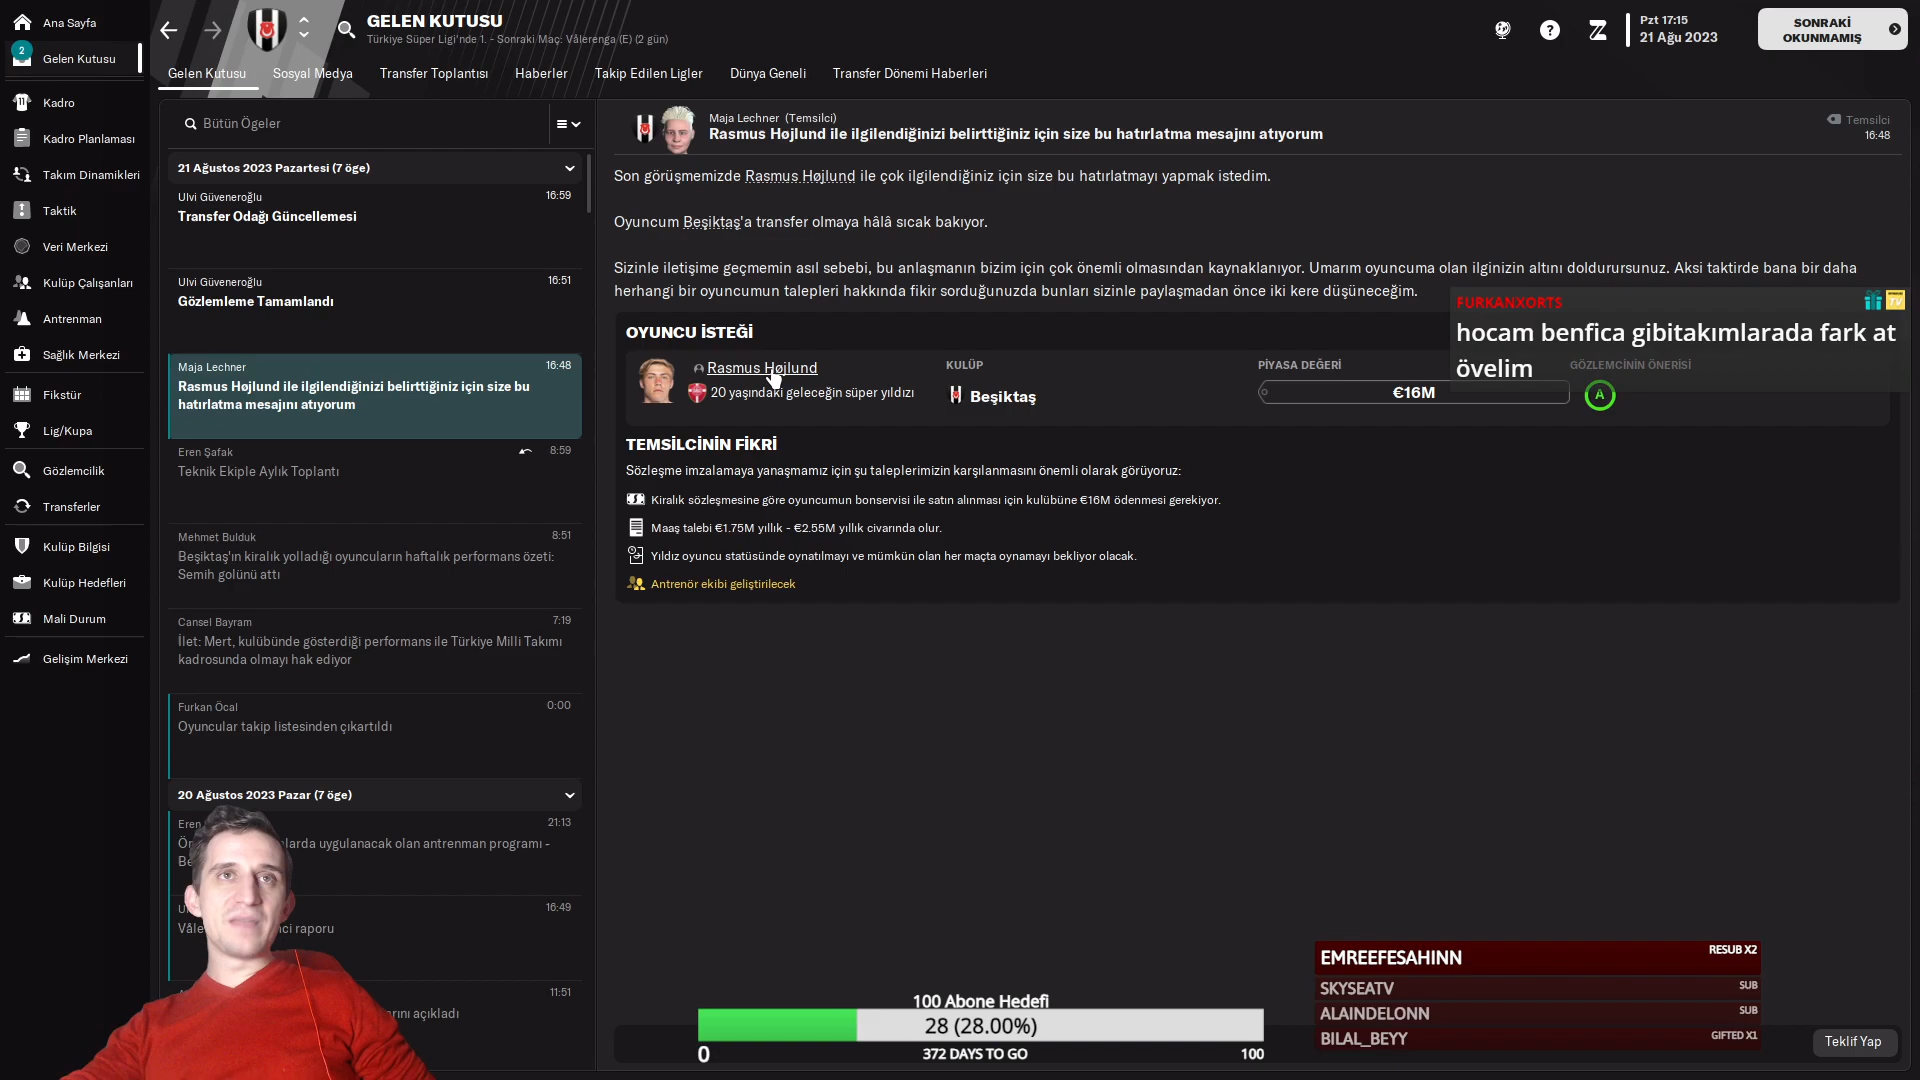 Ana Sayfa
2
Gelen Kutusu
Kadro
Kadro Planlaması
Takım Dinamikleri
Taktik
Veri Merkezi
Kulüp Çalışanları
Antrenman
Sağlık Merkezi
Fikstür
Lig/Kupa
Gözlemcilik
Transferler
Kulüp Bilgisi
Kulüp Hedefleri
Mali Durum
Gelişim Merkezi
GELEN KUTUSU
Türkiye Süper Ligi'nde 1. - Sonraki Maç: Vålerenga (E) (2 gün)
Pzt 17:15
21 Ağu 2023
SONRAKİ
OKUNMAMIŞ
Gelen Kutusu Sosyal Medya Transfer Toplantısı Haberler Takip Edilen Ligler Dünya Geneli Transfer Dönemi Haberleri
Bütün Ögeler
21 Ağustos 2023 Pazartesi (7 öge)
Ulvi Güveneroğlu 16:59
Transfer Odağı Güncellemesi
Ulvi Güveneroğlu 16:51
Gözlemleme Tamamlandı
Maja Lechner 16:48
Rasmus Højlund ile ilgilendiğinizi belirttiğiniz için size bu
hatırlatma mesajını atıyorum
Eren Şafak 8:59
Teknik Ekiple Aylık Toplantı
Mehmet Bulduk 8:51
Beşiktaş'ın kiralık yolladığı oyuncuların haftalık performans özeti:
Semih golünü attı
Cansel Bayram 7:19
İlet: Mert, kulübünde gösterdiği performans ile Türkiye Milli Takımı
kadrosunda olmayı hak ediyor
Furkan Öcal 0:00
Oyuncular takip listesinden çıkartıldı
20 Ağustos 2023 Pazar (7 öge)
Eren 21:13
larda uygulanacak olan antrenman programı -
16:49
Våle ci raporu
11:51
rını açıkladı
Maja Lechner (Temsilci)
Rasmus Højlund ile ilgilendiğinizi belirttiğiniz için size bu hatırlatma mesajını atıyorum
Temsilci
16:48
Son görüşmemizde Rasmus Højlund ile çok ilgilendiğiniz için size bu hatırlatmayı yapmak istedim.
Oyuncum Beşiktaş'a transfer olmaya hâlâ sıcak bakıyor.
Sizinle iletişime geçmemin asıl sebebi, bu anlaşmanın bizim için çok önemli olmasından kaynaklanıyor. Umarım oyuncuma olan ilginizin altını doldurursunuz. Aksi taktirde bana bir daha
herhangi bir oyuncumun talepleri hakkında fikir sorduğunuzda bunları sizinle paylaşmadan önce iki kere düşüneceğim.
FURKANXORTS
TV
hocam benfica gibitakımlarada fark at
övelim
OYUNCU İSTEĞİ
Rasmus Højlund
20 yaşındaki geleceğin süper yıldızı
KULÜP
Beşiktaş
PİYASA DEĞERİ
€16M
GÖZLEMCİNİN ÖNERİSİ
A
TEMSİLCİNİN FİKRİ
Sözleşme imzalamaya yanaşmamız için şu taleplerimizin karşılanmasını önemli olarak görüyoruz:
Kiralık sözleşmesine göre oyuncumun bonservisi ile satın alınması için kulübüne €16M ödenmesi gerekiyor.
Maaş talebi €1.75M yıllık - €2.55M yıllık civarında olur.
Yıldız oyuncu statüsünde oynatılmayı ve mümkün olan her maçta oynamayı bekliyor olacak.
Antrenör ekibi geliştirilecek
100 Abone Hedefi
28 (28.00%)
0 372 DAYS TO GO 100
EMREEFESAHINN RESUB X2
SKYSEATV SUB
ALAINDELONN SUB
BILAL_BEYY GIFTED X1
Teklif Yap